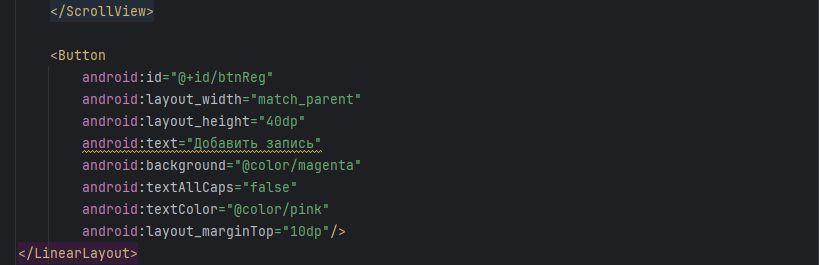 </ScrollView>
<Button
android:id="@+id/btnReg"
android:layout_width="match_parent"
android:layout_height="40dp"
android:text="Добавить запись"
android:background="@color/magenta"
android:textAllCaps="false"
android:textColor="@color/pink"
android:layout_marginTop="10dp"/>
</LinearLayout>